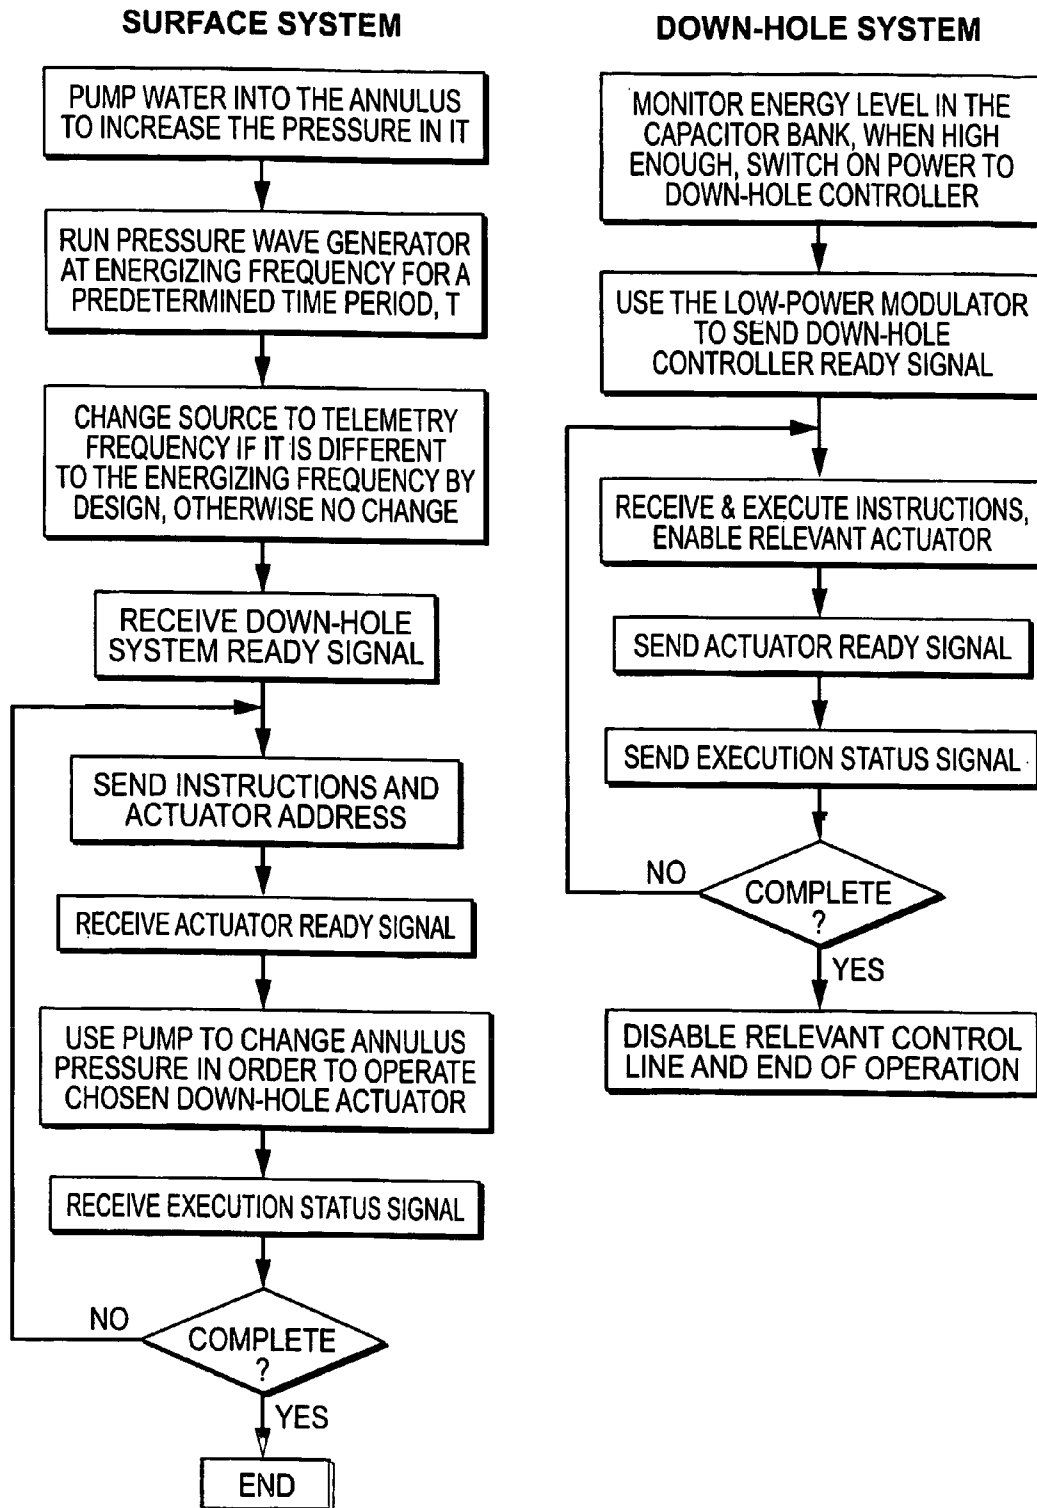 SURFACE SYSTEM
PUMP WATER INTO THE ANNULUS
TO INCREASE THE PRESSURE IN IT
RUN PRESSURE WAVE GENERATOR
AT ENERGIZING FREQUENCY FOR A
PREDETERMINED TIME PERIOD, T
CHANGE SOURCE TO TELEMETRY
FREQUENCY IF IT IS DIFFERENT
TO THE ENERGIZING FREQUENCY BY
DESIGN, OTHERWISE NO CHANGE
RECEIVE DOWN-HOLE
SYSTEM READY SIGNAL
SEND INSTRUCTIONS AND
ACTUATOR ADDRESS
RECEIVE ACTUATOR READY SIGNAL
USE PUMP TO CHANGE ANNULUS
PRESSURE IN ORDER TO OPERATE
CHOSEN DOWN-HOLE ACTUATOR
RECEIVE EXECUTION STATUS SIGNAL
NO
COMPLETE
?
YES
END
DOWN-HOLE SYSTEM
MONITOR ENERGY LEVEL IN THE
CAPACITOR BANK, WHEN HIGH
ENOUGH, SWITCH ON POWER TO
DOWN-HOLE CONTROLLER
USE THE LOW-POWER MODULATOR
TO SEND DOWN-HOLE
CONTROLLER READY SIGNAL
RECEIVE & EXECUTE INSTRUCTIONS,
ENABLE RELEVANT ACTUATOR
SEND ACTUATOR READY SIGNAL
SEND EXECUTION STATUS SIGNAL
NO
COMPLETE
?
YES
DISABLE RELEVANT CONTROL
LINE AND END OF OPERATION